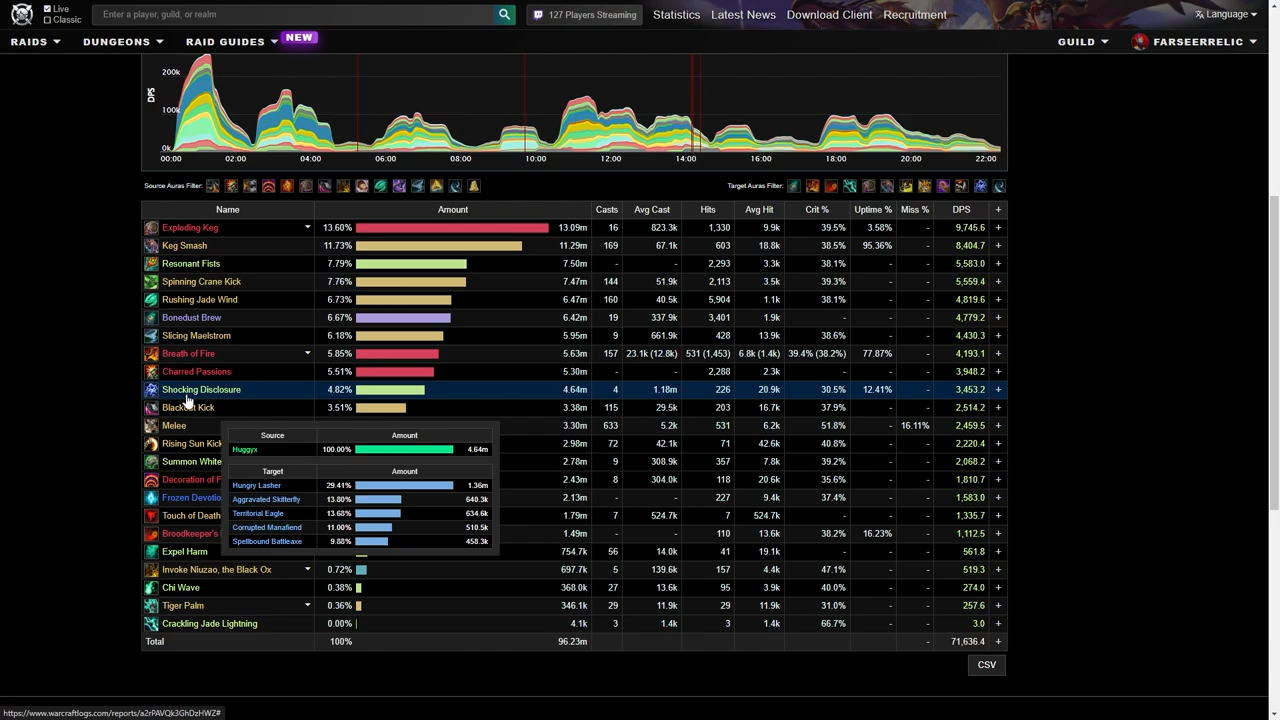 Live
Classic
Enter a player, guild, or realm
127 Players Streaming
Statistics
Latest News
Download Client
Recruitment
Language
RAIDS
DUNGEONS
RAID GUIDES
NEW
GUILD
FARSEERRELIC
DPS
200k
100k
0k
00:00 02:00 04:00 06:00 08:00 10:00 12:00 14:00 16:00 18:00 20:00 22:00
Source Auras Filter:
Target Auras Filter:
Name Amount Casts Avg Cast Hits Avg Hit Crit % Uptime % Miss % DPS +
Exploding Keg 13.60% 13.09m 16 823.3k 1,330 9.9k 39.5% 3.58% - 9,745.6 +
Keg Smash 11.73% 11.29m 169 67.1k 603 18.8k 38.5% 95.36% - 8,404.7 +
Resonant Fists 7.79% 7.50m - - 2,293 3.3k 38.1% - - 5,583.0 +
Spinning Crane Kick 7.76% 7.47m 144 51.9k 2,113 3.5k 39.3% - - 5,559.4 +
Rushing Jade Wind 6.73% 6.47m 160 40.5k 5,904 1.1k 38.1% - - 4,819.6 +
Bonedust Brew 6.67% 6.42m 19 337.9k 3,401 1.9k - - - 4,779.2 +
Slicing Maelstrom 6.18% 5.95m 9 661.9k 428 13.9k 38.6% - - 4,430.3 +
Breath of Fire 5.85% 5.63m 157 23.1k (12.8k) 531 (1,453) 6.8k (1.4k) 39.4% (38.2%) 77.87% - 4,193.1 +
Charred Passions 5.51% 5.30m - - 2,288 2.3k - - - 3,948.2 +
Shocking Disclosure 4.82% 4.64m 4 1.18m 226 20.9k 30.5% 12.41% - 3,453.2 +
Blackout Kick 3.51% 3.38m 115 29.5k 203 16.7k 37.9% - - 2,514.2 +
Melee 3.30m 633 5.2k 531 6.2k 51.8% - 16.11% 2,459.5 +
Rising Sun Kick 2.98m 72 42.1k 71 42.6k 40.8% - - 2,220.4 +
Summon White 2.78m 9 308.9k 357 7.8k 39.2% - - 2,068.2 +
Decoration of F 2.43m 8 304.0k 118 20.6k 35.6% - - 1,810.7 +
Frozen Devotio 2.13m - - 227 9.4k 37.4% - - 1,583.0 +
Touch of Death 1.79m 7 524.7k 7 524.7k - - - 1,335.7 +
Broodkeeper's 1.49m - - 110 13.6k 38.2% 16.23% - 1,112.5 +
Expel Harm 754.7k 56 14.0k 41 19.1k - - - 561.8 +
Invoke Niuzao, the Black Ox 0.72% 697.7k 5 139.6k 157 4.4k 47.1% - - 519.3 +
Chi Wave 0.38% 368.0k 27 13.6k 95 3.9k 40.0% - - 274.0 +
Tiger Palm 0.36% 346.1k 29 11.9k 29 11.9k 31.0% - - 257.6 +
Crackling Jade Lightning 0.00% 4.1k 3 1.4k 3 1.4k 66.7% - - 3.0 +
Total 100% 96.23m - 71,636.4 +
Source Amount
Huggyx 100.00% 4.64m
Target Amount
Hungry Lasher 29.41% 1.36m
Aggravated Skitterfly 13.80% 640.3k
Territorial Eagle 13.68% 634.6k
Corrupted Manafiend 11.00% 510.5k
Spellbound Battleaxe 9.88% 458.3k
CSV
https://www.warcraftlogs.com/reports/a2rPAVQk3GhDzHWZ#